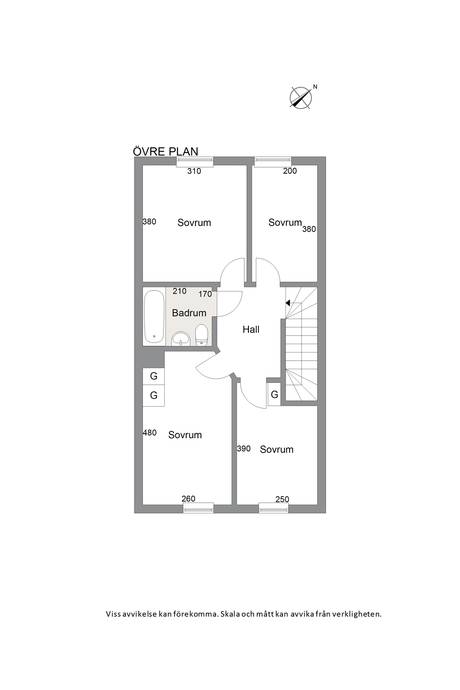 N
ÖVRE PLAN
310
200
380
Sovrum
Sovrum
380
210
170
Badrum
Hall
G
G
G
480
Sovrum
390
Sovrum
260
250
Viss avvikelse kan förekomma. Skala och mått kan avvika från verkligheten.